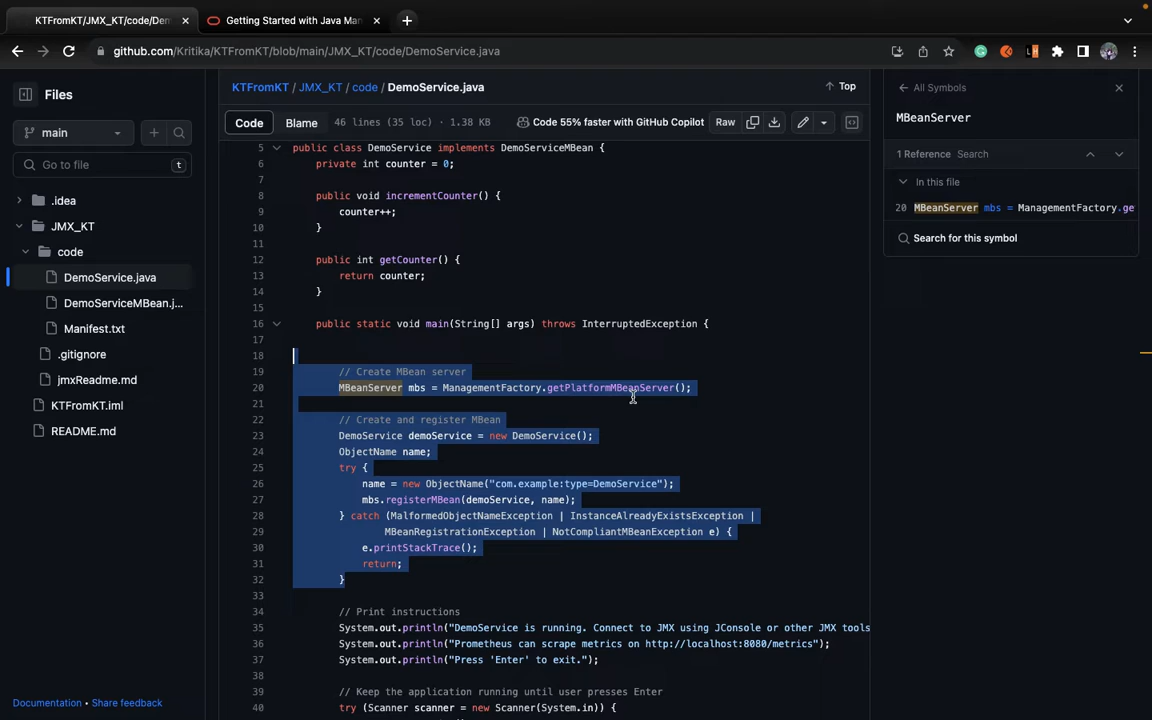 KTFromKT/JMX_KT/code/Dem
Getting Started with Java Man
github.com/Kritika/KTFromKT/blob/main/JMX_KT/code/DemoService.java
Files
KTFromKT / JMX_KT / code / DemoService.java
Top
All Symbols
MBeanServer
main
Code
Blame
46 lines (35 loc) · 1.38 KB
Code 55% faster with GitHub Copilot
Raw
Go to file
t
1 Reference
Search
In this file
20 MBeanServer mbs = ManagementFactory.ge
Search for this symbol
.idea
JMX_KT
code
DemoService.java
DemoServiceMBean.j...
Manifest.txt
.gitignore
jmxReadme.md
KTFromKT.iml
README.md
5 public class DemoService implements DemoServiceMBean {
6 private int counter = 0;
7
8 public void incrementCounter() {
9 counter++;
10 }
11
12 public int getCounter() {
13 return counter;
14 }
15
16 public static void main(String[] args) throws InterruptedException {
17
18
19 // Create MBean server
20 MBeanServer mbs = ManagementFactory.getPlatformMBeanServer();
21
22 // Create and register MBean
23 DemoService demoService = new DemoService();
24 ObjectName name;
25 try {
26 name = new ObjectName("com.example:type=DemoService");
27 mbs.registerMBean(demoService, name);
28 } catch (MalformedObjectNameException | InstanceAlreadyExistsException |
29 MBeanRegistrationException | NotCompliantMBeanException e) {
30 e.printStackTrace();
31 return;
32 }
33
34 // Print instructions
35 System.out.println("DemoService is running. Connect to JMX using JConsole or other JMX tools
36 System.out.println("Prometheus can scrape metrics on http://localhost:8080/metrics");
37 System.out.println("Press 'Enter' to exit.");
38
39 // Keep the application running until user presses Enter
40 try (Scanner scanner = new Scanner(System.in)) {
Documentation • Share feedback